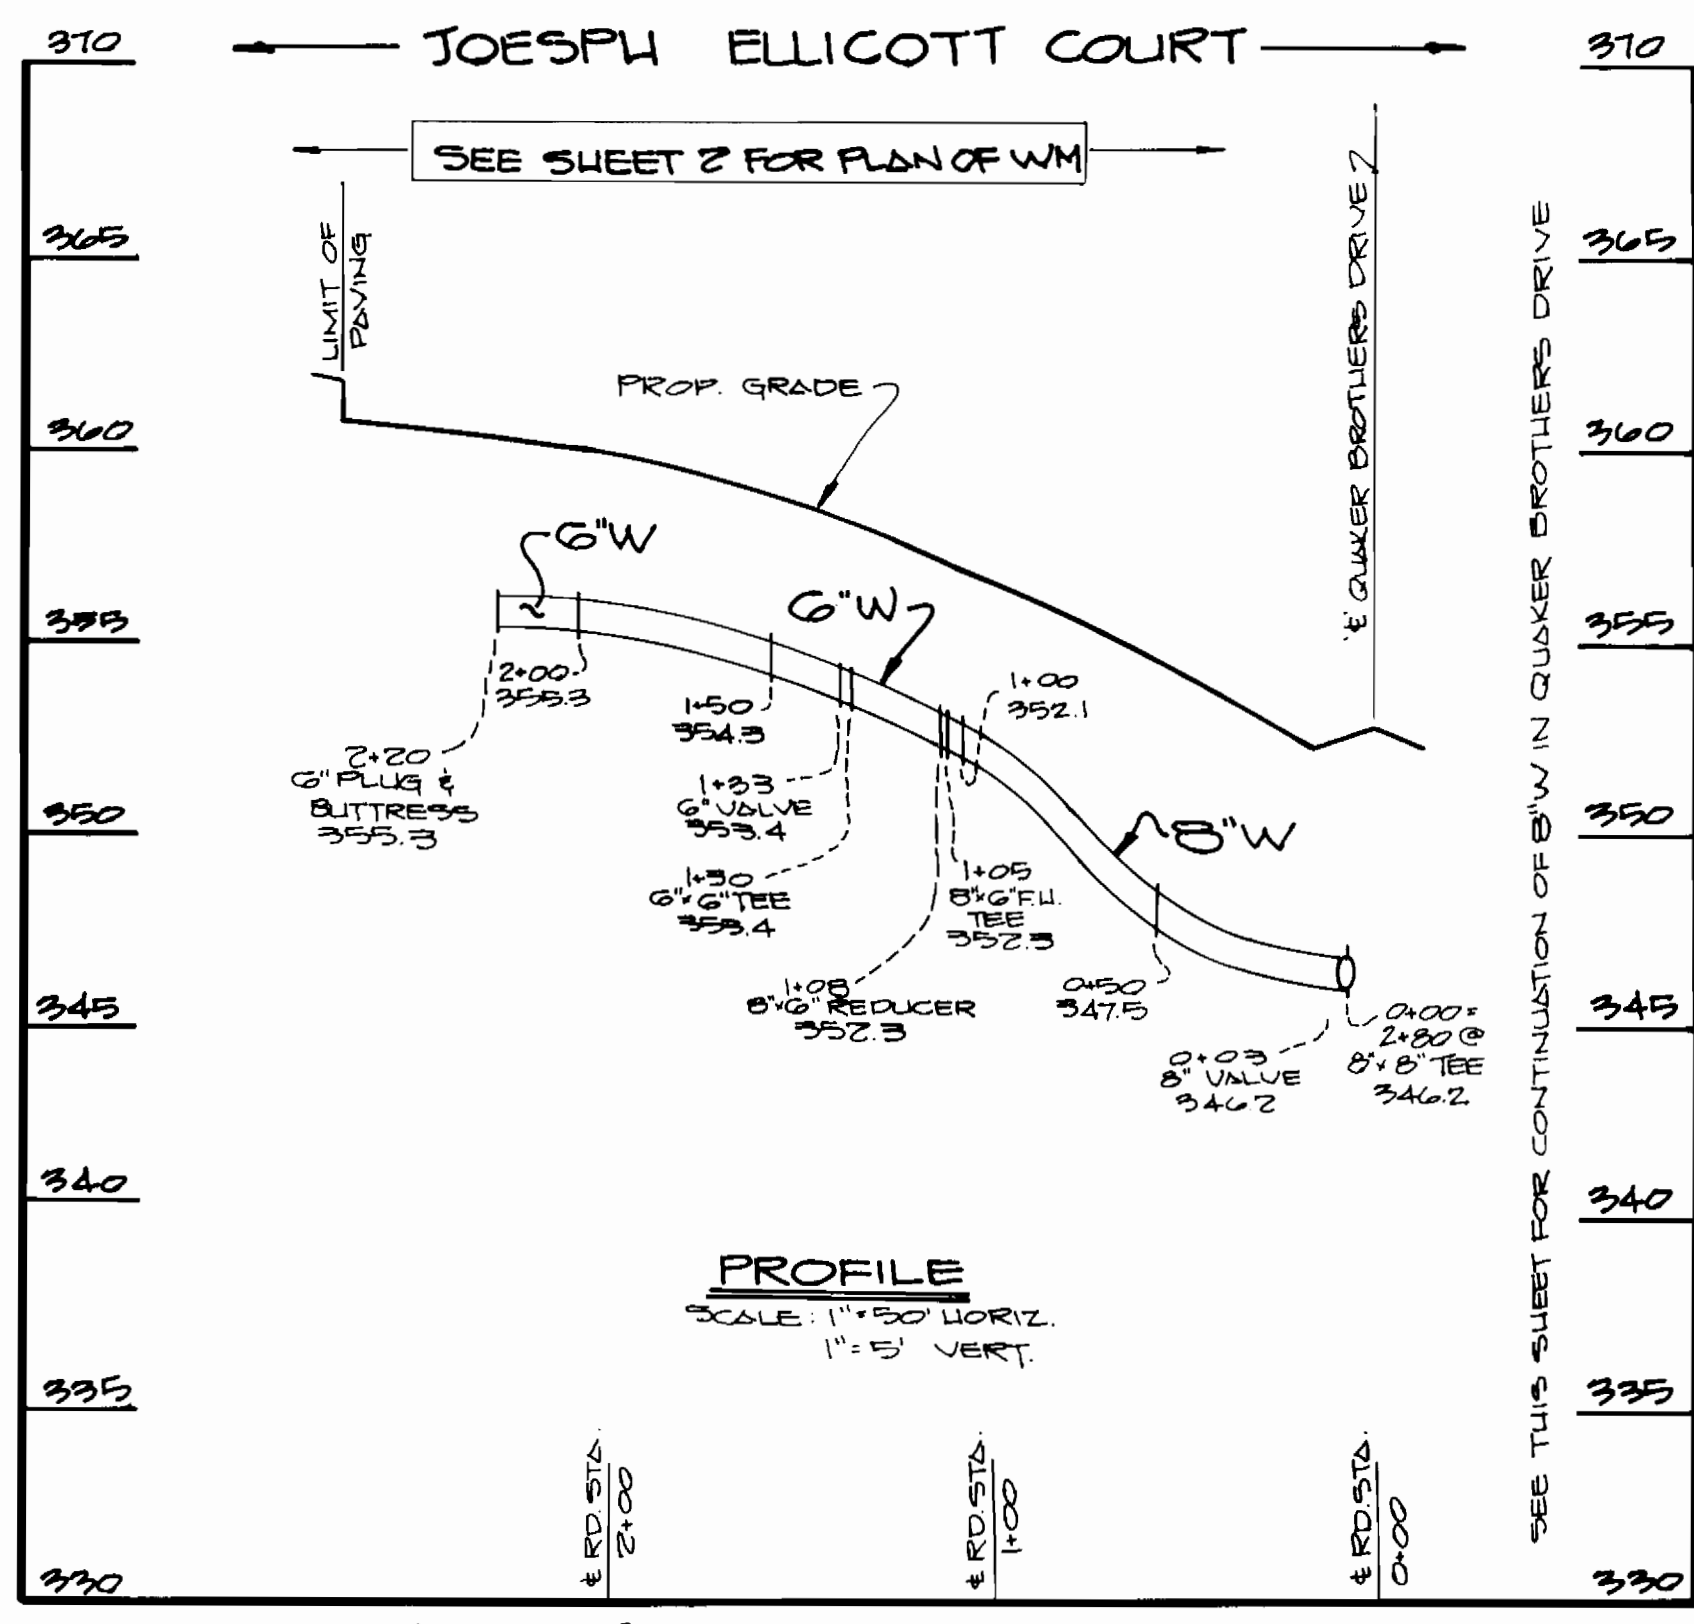 JOESPH ELLICOTT COURT
SEE SHEET 2 FOR PLAN OF WM
370
365
360
355
350
345
340
335
330
370
365
360
355
350
345
340
335
330
LIMIT OF
PAVING
PROP. GRADE
℄ QUAKER BROTHERS DRIVE
SEE THIS SHEET FOR CONTINUATION OF 8"W IN QUAKER BROTHERS DRIVE
6"W
6"W
8"W
2+20
6" PLUG &
BUTTRESS
355.3
2+00
355.3
1+50
354.3
1+33
6" VALVE
353.4
1+30
6"x6" TEE
353.4
1+08
8"x6" REDUCER
352.3
1+05
8"x6" F.H.
TEE
352.3
1+00
352.1
0+50
347.5
0+03
8" VALVE
346.2
0+00=
2+80 @
8"x8" TEE
346.2
PROFILE
SCALE: 1"=50' HORIZ.
1"=5' VERT.
℄ RD. STA.
2+00
℄ RD. STA.
1+00
℄ RD. STA.
0+00